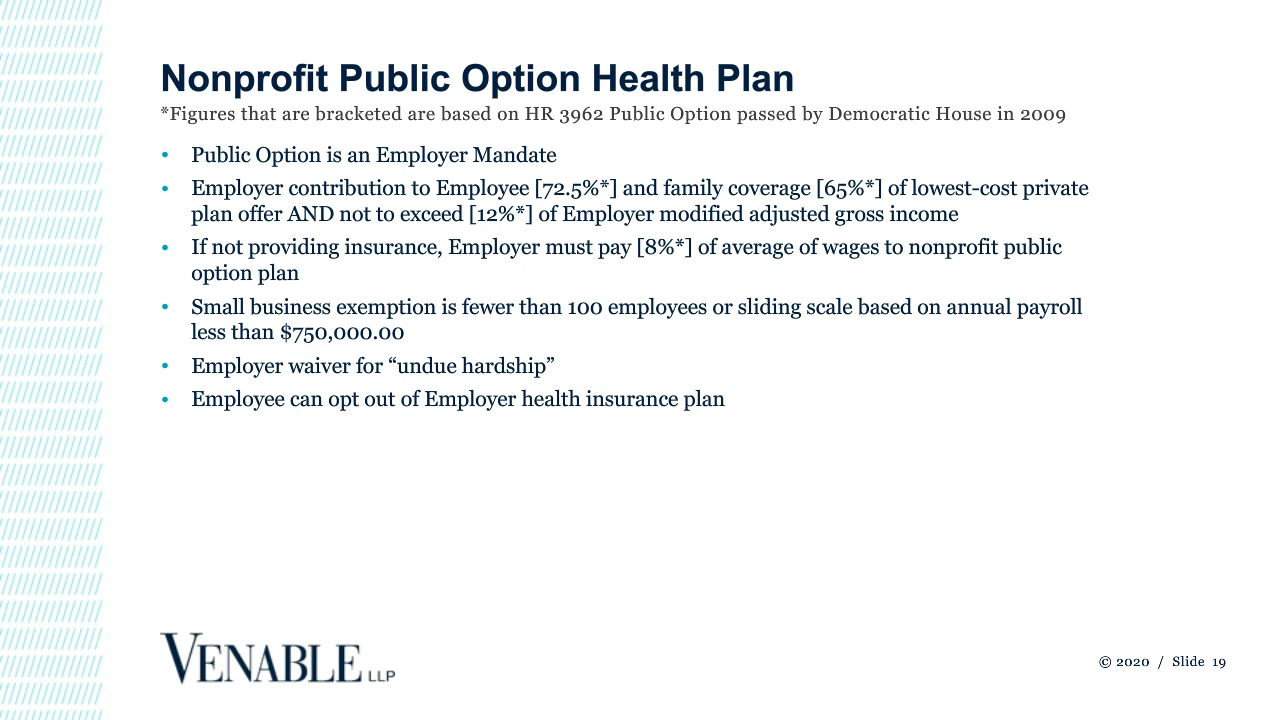 Nonprofit Public Option Health Plan
*Figures that are bracketed are based on HR 3962 Public Option passed by Democratic House in 2009
• Public Option is an Employer Mandate
• Employer contribution to Employee [72.5%*] and family coverage [65%*] of lowest-cost private
plan offer AND not to exceed [12%*] of Employer modified adjusted gross income
• If not providing insurance, Employer must pay [8%*] of average of wages to nonprofit public
option plan
• Small business exemption is fewer than 100 employees or sliding scale based on annual payroll
less than $750,000.00
• Employer waiver for “undue hardship”
• Employee can opt out of Employer health insurance plan
VENABLE LLP
© 2020 / Slide 19